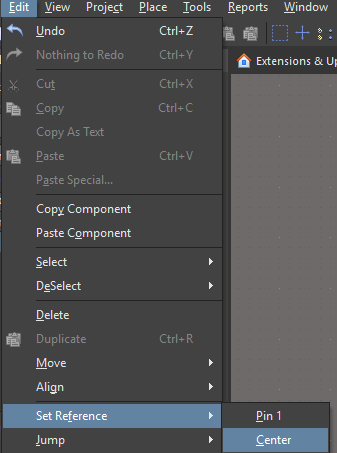 Edit View Project Place Tools Reports Window
Undo Ctrl+Z
Nothing to Redo Ctrl+Y
Extensions & Up
Cut Ctrl+X
Copy Ctrl+C
Copy As Text
Paste Ctrl+V
Paste Special...
Copy Component
Paste Component
Select
DeSelect
Delete
Duplicate Ctrl+R
Move
Align
Set Reference
Pin 1
Jump
Center